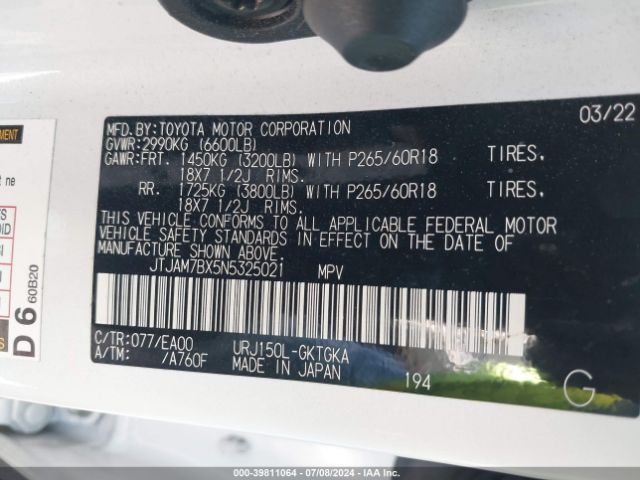 03/22
MFD.BY:TOYOTA MOTOR CORPORATION
GVWR:2990KG (6600LB)
GAWR:FRT. 1450KG (3200LB) WITH P265/60R18 TIRES,
18X7 1/2J RIMS.
RR. 1725KG (3800LB) WITH P265/60R18 TIRES,
18X7 1/2J RIMS.
THIS VEHICLE CONFORMS TO ALL APPLICABLE FEDERAL MOTOR
VEHICLE SAFETY STANDARDS IN EFFECT ON THE DATE OF
MANUFACTURE SHOWN ABOVE.
JTJAM7BX5N5325021 MPV
C/TR:077/EA00 URJ150L-GKTGKA
A/TM: /A760F MADE IN JAPAN
194
G
t ne
D 6 60B20
000-39811064 - 07/08/2024 - IAA Inc. - Copart